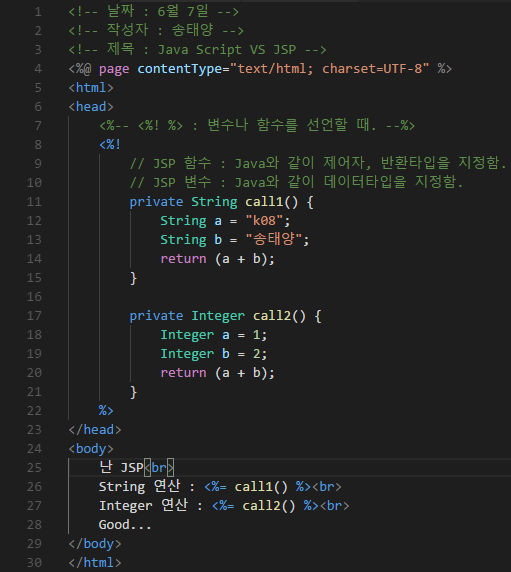 1 <!-- 날짜 : 6월 7일 -->
2 <!-- 작성자 : 송태양 -->
3 <!-- 제목 : Java Script VS JSP -->
4 <%@ page contentType="text/html; charset=UTF-8" %>
5 <html>
6 <head>
7     <%-- <%! %> : 변수나 함수를 선언할 때. --%>
8     <%!
9         // JSP 함수 : Java와 같이 제어자, 반환타입을 지정함.
10         // JSP 변수 : Java와 같이 데이터타입을 지정함.
11         private String call1() {
12             String a = "k08";
13             String b = "송태양";
14             return (a + b);
15         }
16
17         private Integer call2() {
18             Integer a = 1;
19             Integer b = 2;
20             return (a + b);
21         }
22     %>
23 </head>
24 <body>
25     난 JSP<br>
26     String 연산 : <%= call1() %><br>
27     Integer 연산 : <%= call2() %><br>
28     Good...
29 </body>
30 </html>